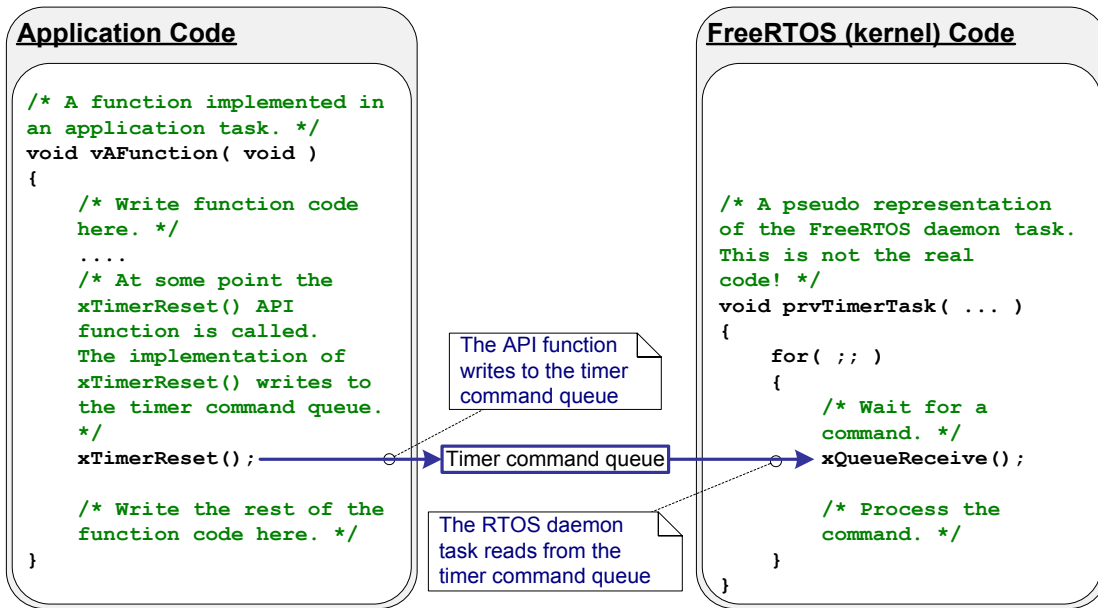 Application Code
/* A function implemented in
an application task. */
void vAFunction( void )
{
/* Write function code
here. */
....
/* At some point the
xTimerReset() API
function is called.
The implementation of
xTimerReset() writes to
the timer command queue.
*/
xTimerReset();
/* Write the rest of the
function code here. */
}
The API function
writes to the timer
command queue
Timer command queue
The RTOS daemon
task reads from the
timer command queue
FreeRTOS (kernel) Code
/* A pseudo representation
of the FreeRTOS daemon task.
This is not the real
code! */
void prvTimerTask( ... )
{
for( ;; )
{
/* Wait for a
command. */
xQueueReceive();
/* Process the
command. */
}
}